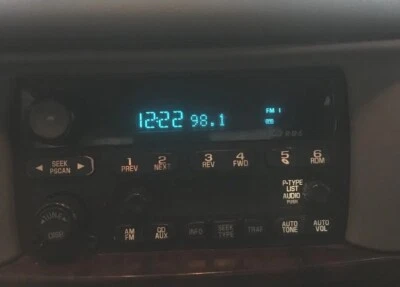 12:22 98.1 FM 1
SEEK
PSCAN
1 2 3 4 5 6
PREV NEXT REV FWD RDM
P-TYPE
LIST
AUDIO
PUSH
AM
FM
CD
AUX
INFO
SEEK
TYPE
TRAF
AUTO
TONE
AUTO
VOL